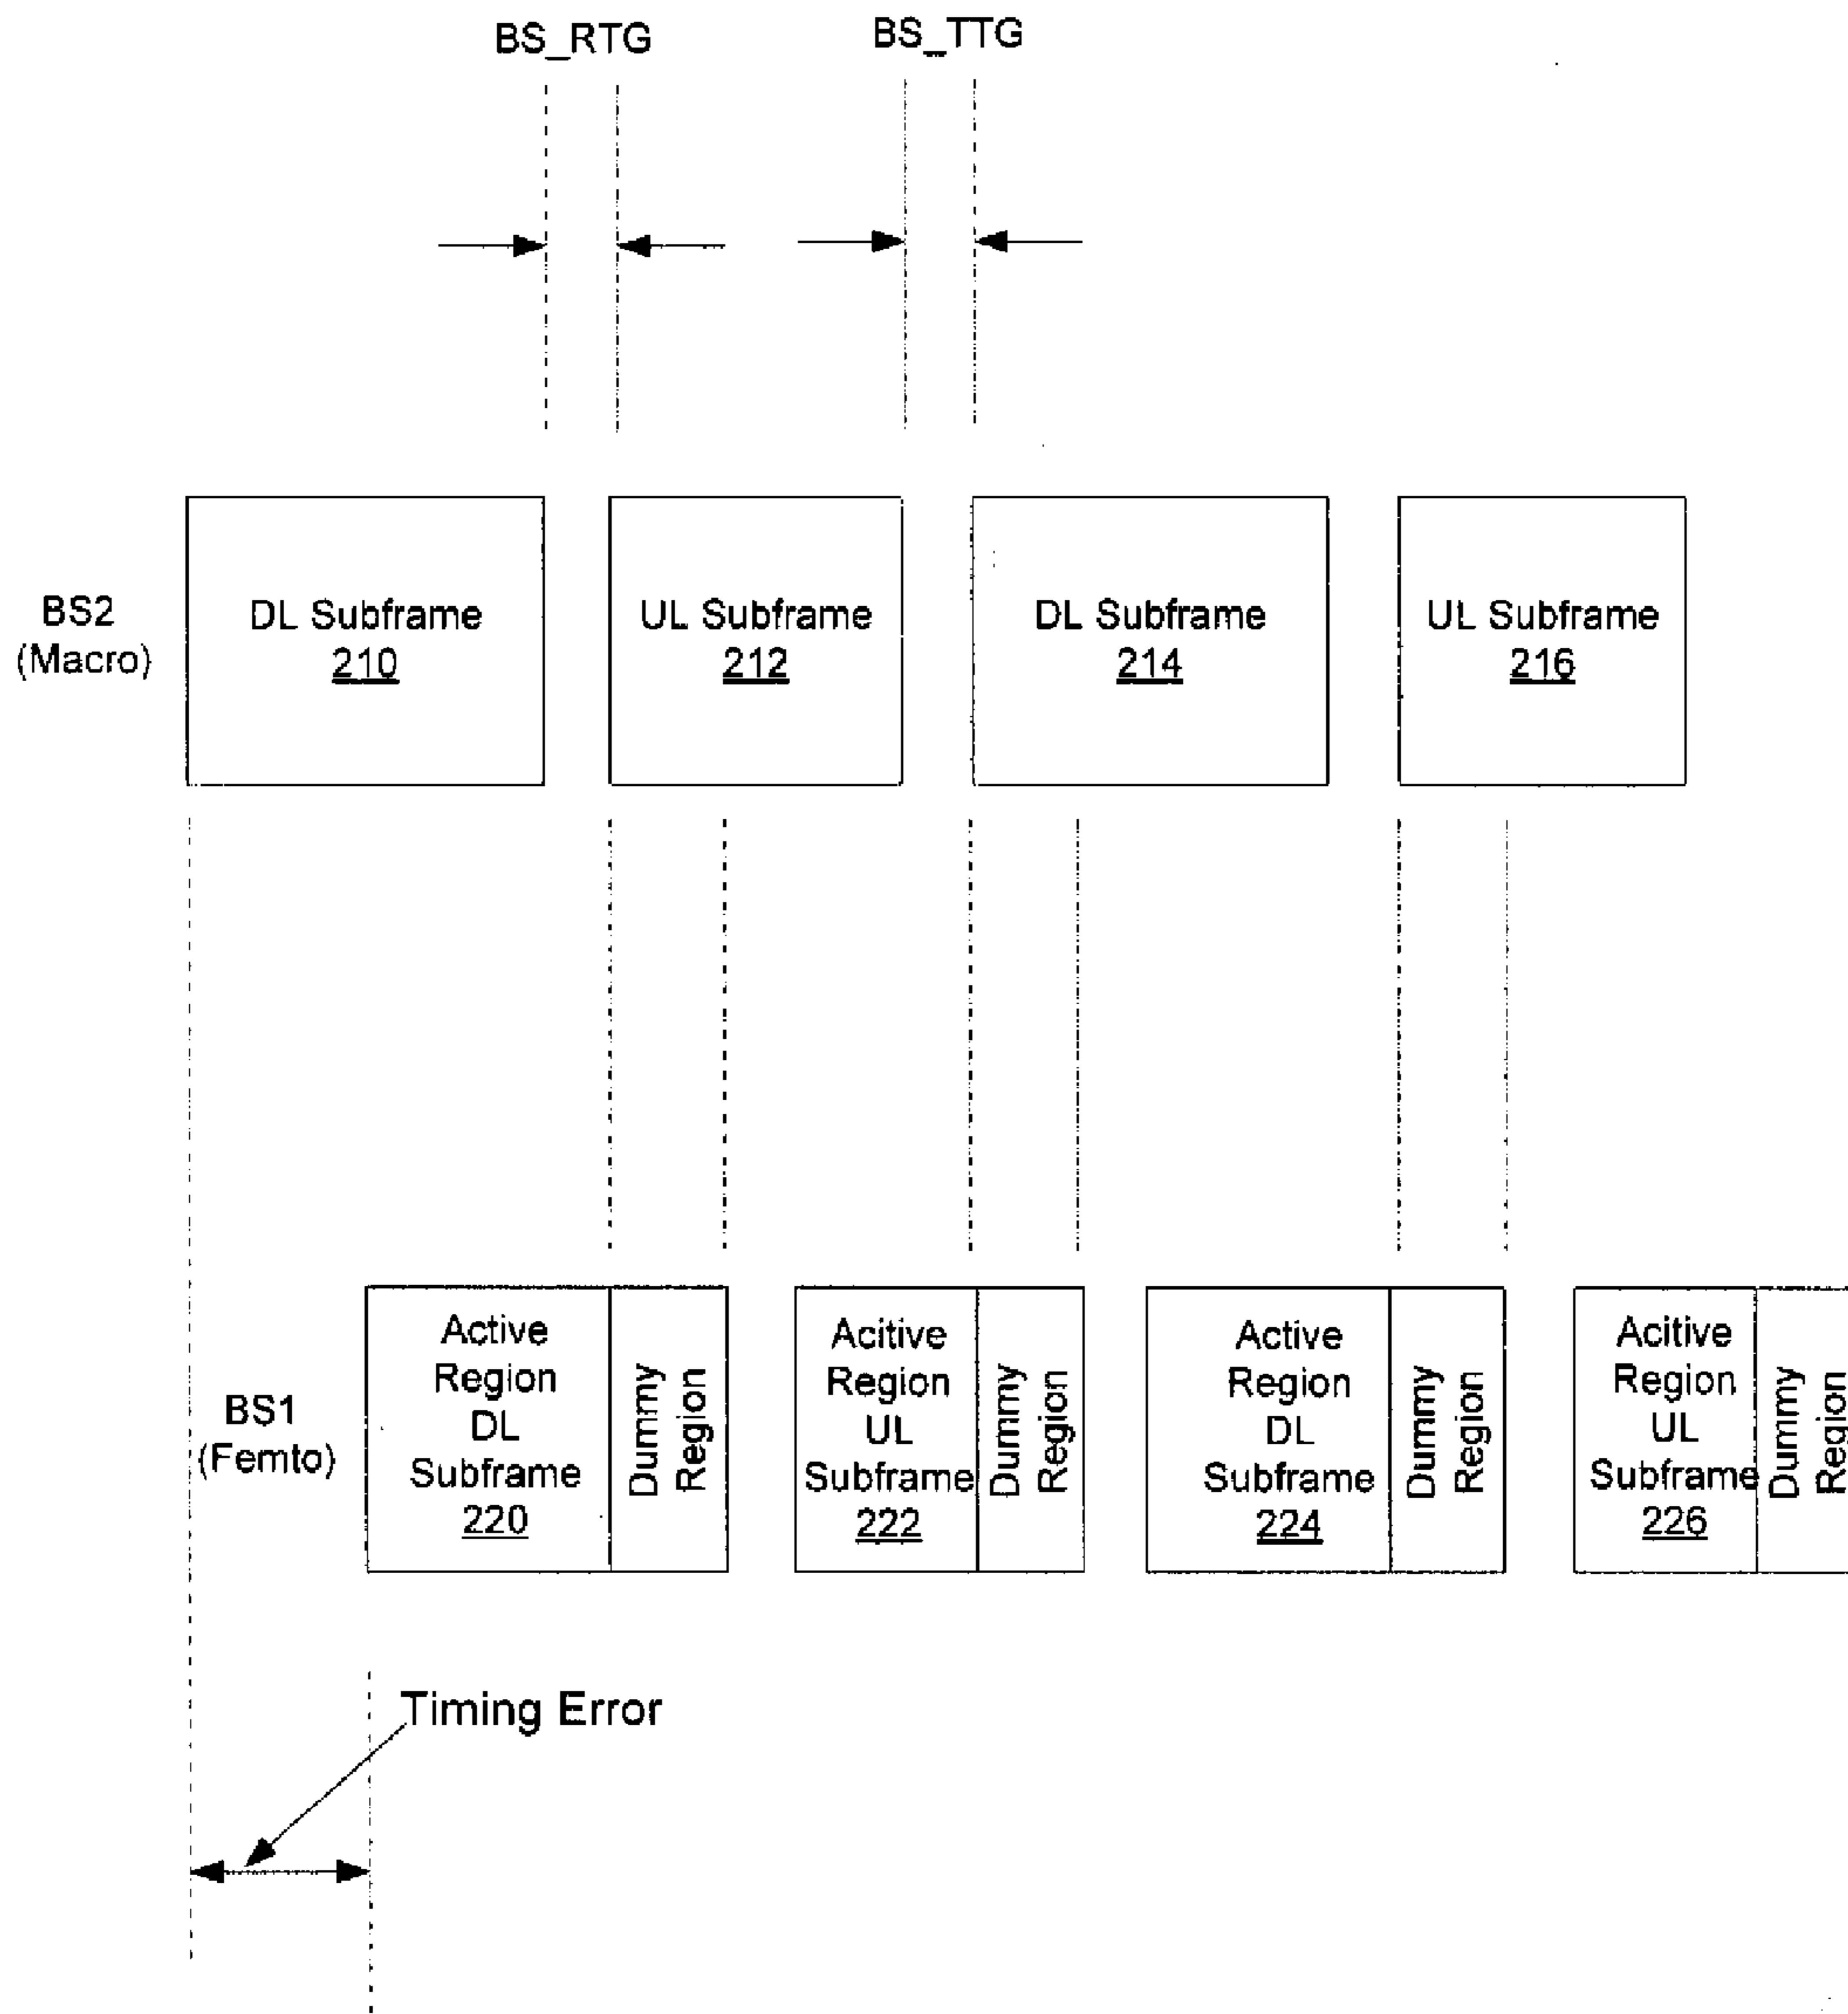 BS_RTG
BS_TTG
BS2
(Macro)
DL Subframe
210
UL Subframe
212
DL Subframe
214
UL Subframe
216
BS1
(Femto)
Active
Region
DL
Subframe
220
Dummy
Region
Acitive
Region
UL
Subframe
222
Dummy
Region
Active
Region
DL
Subframe
224
Dummy
Region
Acitive
Region
UL
Subframe
226
Dummy
Region
Timing Error